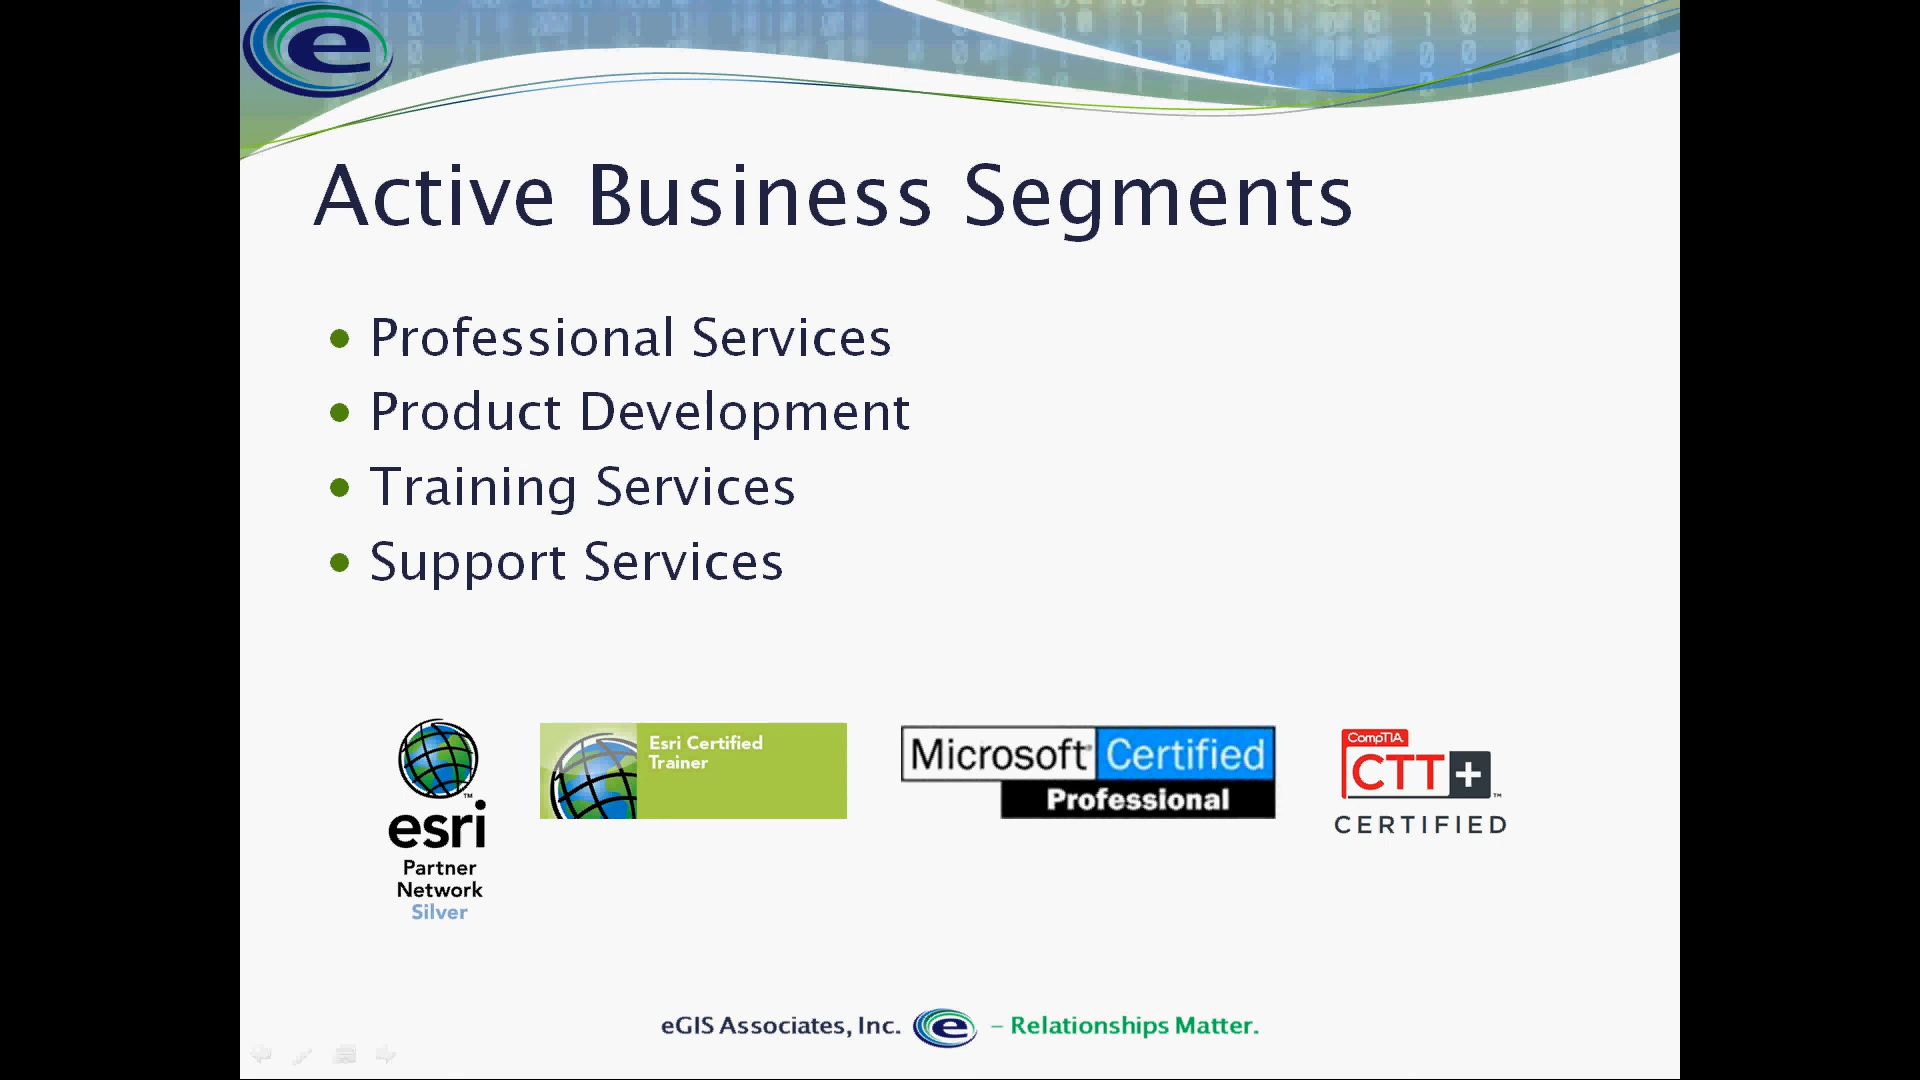 e
Active Business Segments
Professional Services
Product Development
Training Services
Support Services
esri
Partner
Network
Silver
Esri Certified
Trainer
Microsoft Certified
Professional
CompTIA
CTT+
CERTIFIED
eGIS Associates, Inc. e – Relationships Matter.